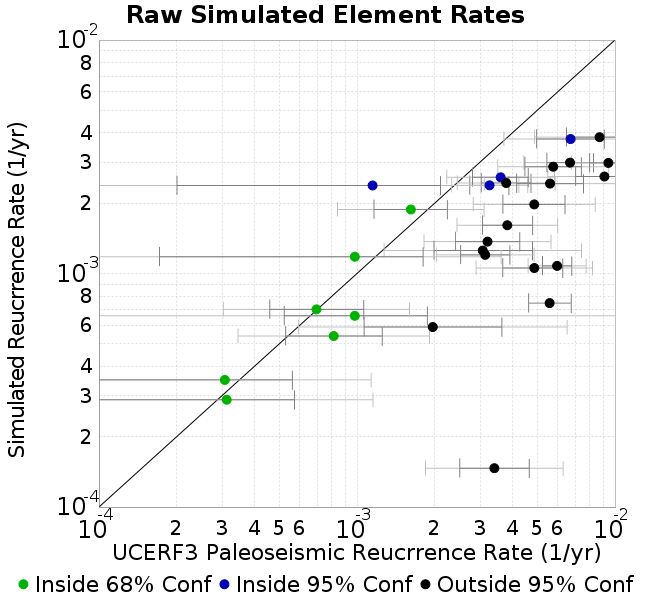 Raw Simulated Element Rates
Simulated Reucrrence Rate (1/yr)
10-2
8
6
4
3
2
10-3
8
6
4
3
2
10-4
10-4 2 3 4 5 6 10-3 2 3 4 5 6 10-2
UCERF3 Paleoseismic Reucrrence Rate (1/yr)
Inside 68% Conf Inside 95% Conf Outside 95% Conf